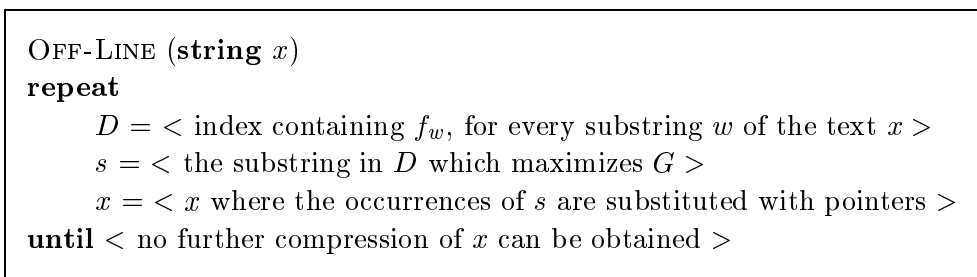 OFF-LINE (string x)
repeat
D = < index containing f_w, for every substring w of the text x >
s = < the substring in D which maximizes G >
x = < x where the occurrences of s are substituted with pointers >
until < no further compression of x can be obtained >